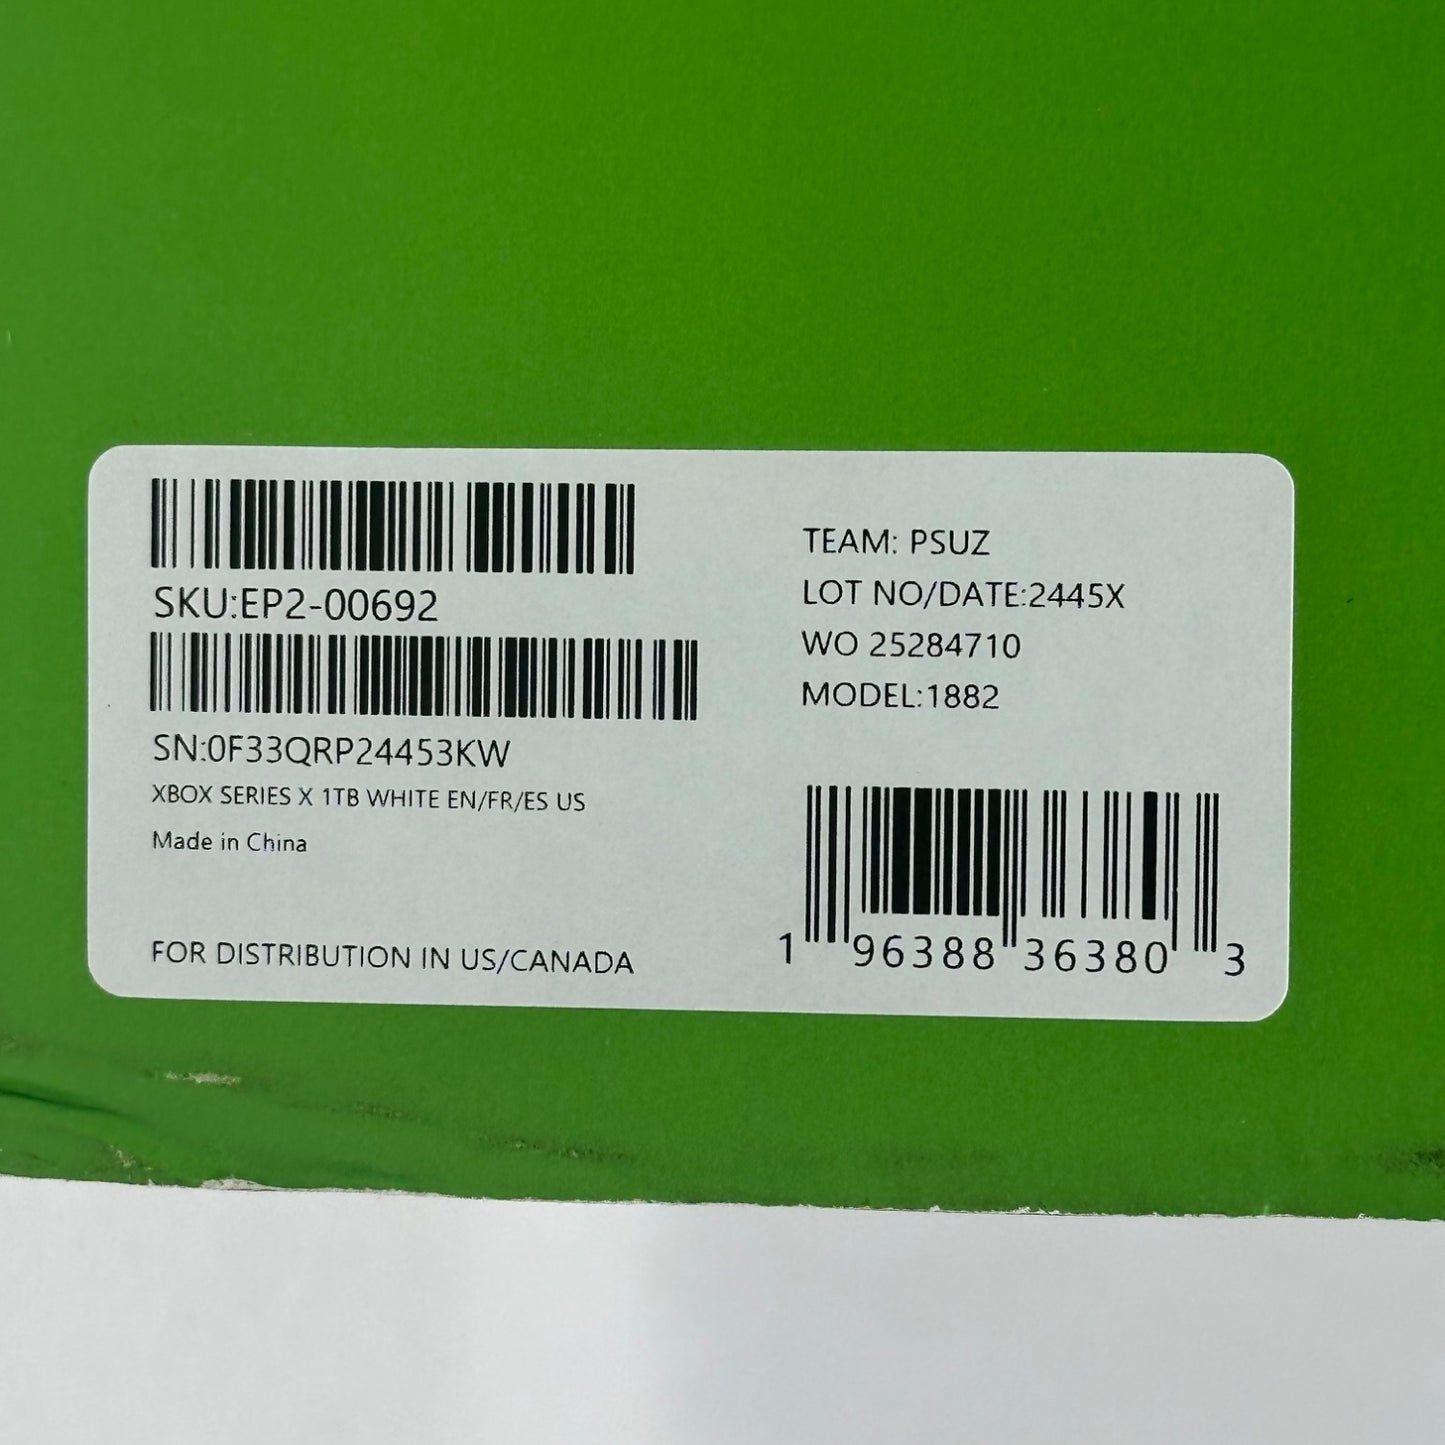 SKU:EP2-00692
SN:0F33QRP24453KW
XBOX SERIES X 1TB WHITE EN/FR/ES US
Made in China
FOR DISTRIBUTION IN US/CANADA
TEAM: PSUZ
LOT NO/DATE:2445X
WO 25284710
MODEL:1882
1 96388 36380 3